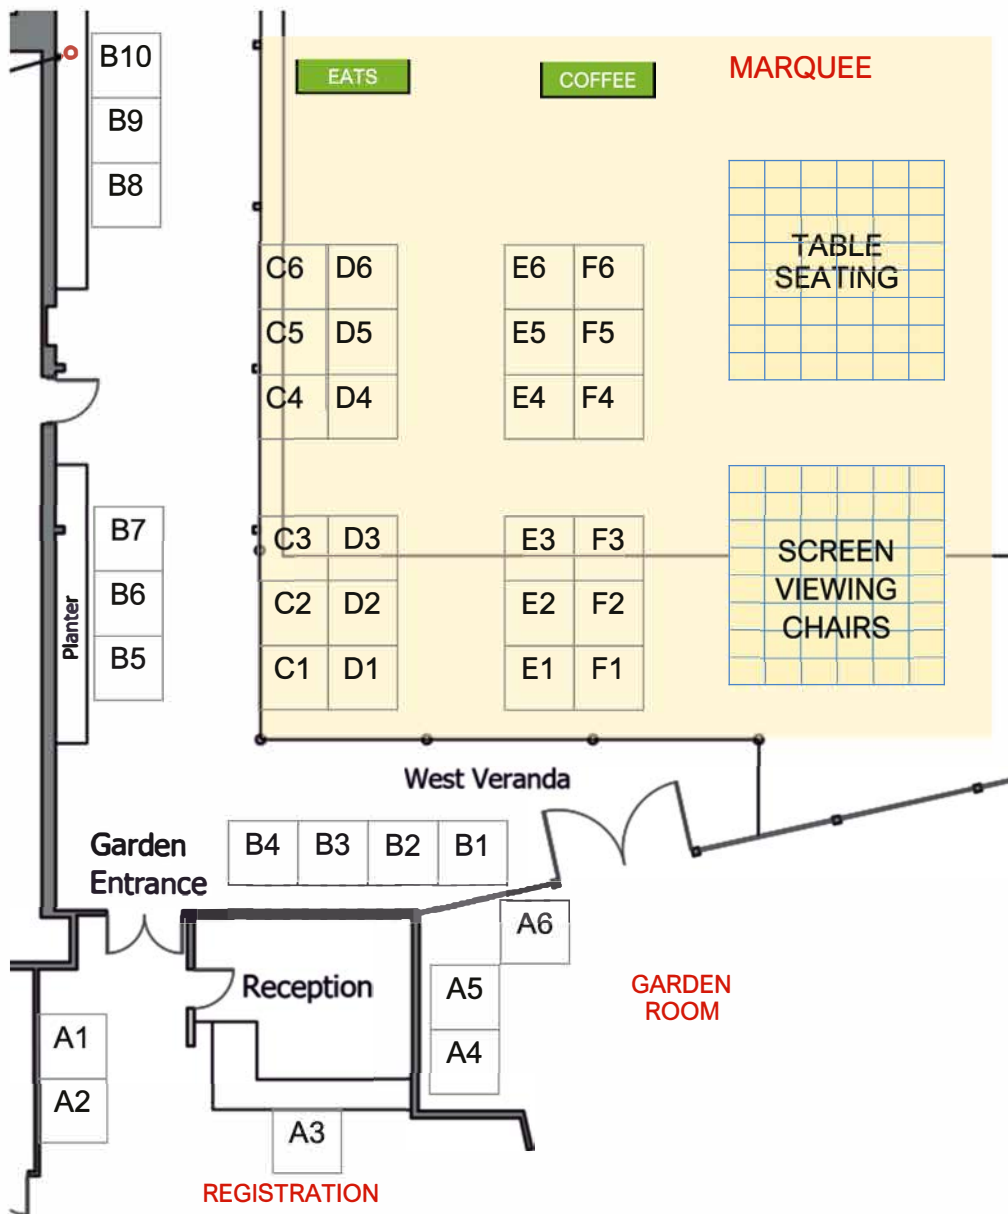 B10
EATS
COFFEE
MARQUEE
B9
B8
TABLE
SEATING
C6 D6 E6 F6
C5 D5 E5 F5
C4 D4 E4 F4
B7
B6
B5
Planter
C3 D3 E3 F3
C2 D2 E2 F2
C1 D1 E1 F1
SCREEN
VIEWING
CHAIRS
West Veranda
Garden
Entrance
B4 B3 B2 B1
A6
Reception
A5
A4
GARDEN
ROOM
A1
A2
A3
REGISTRATION